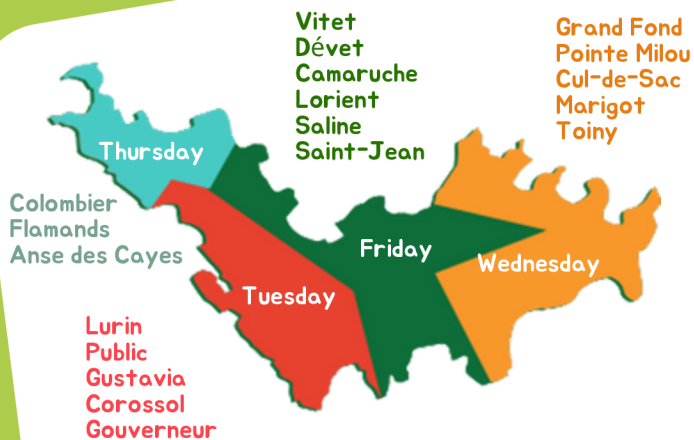 Vitet
Dévet
Camaruche
Lorient
Saline
Saint-Jean
Grand Fond
Pointe Milou
Cul-de-Sac
Marigot
Toiny
Thursday
Colombier
Flamands
Anse des Cayes
Friday
Wednesday
Tuesday
Lurin
Public
Gustavia
Corossol
Gouverneur